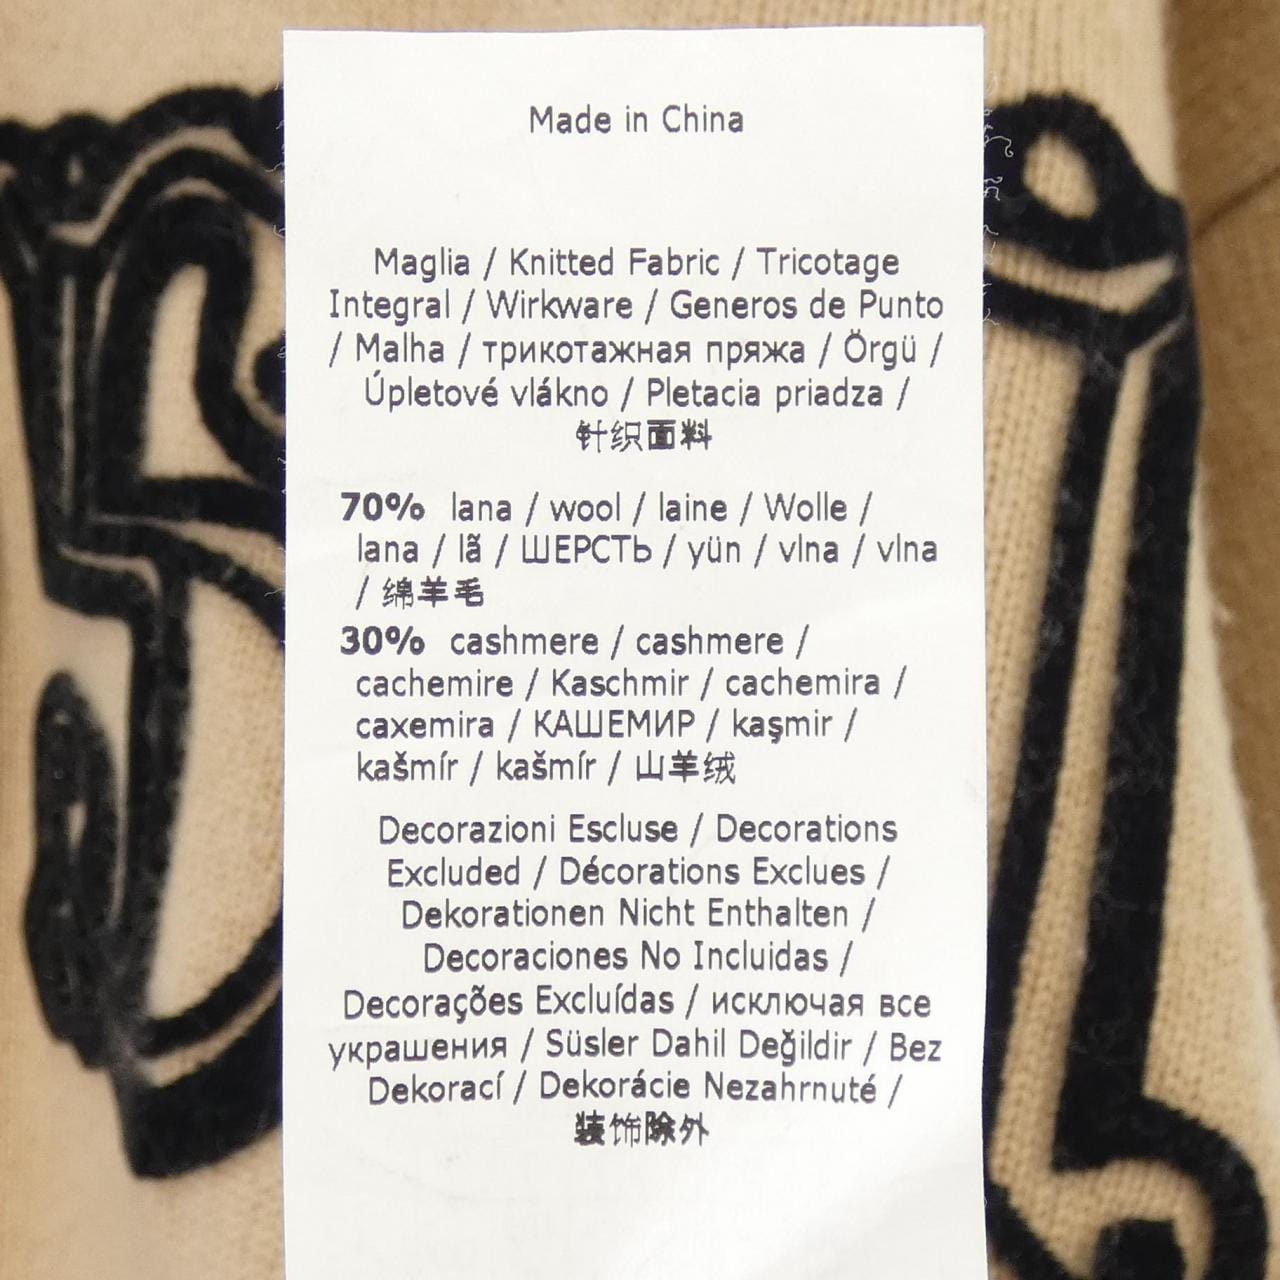 Made in China
Maglia / Knitted Fabric / Tricotage
Integral / Wirkware / Generos de Punto
/ Malha / трикотажная пряжа / Örgü /
Úpletové vlákno / Pletacia priadza /
针织面料
70% lana / wool / laine / Wolle /
lana / lã / ШЕРСТЬ / yün / vlna / vlna
/ 绵羊毛
30% cashmere / cashmere /
cachemire / Kaschmir / cachemira /
caxemira / КАШЕМИР / kaşmir /
kašmír / kašmír / 山羊绒
Decorazioni Escluse / Decorations
Excluded / Décorations Exclues /
Dekorationen Nicht Enthalten /
Decoraciones No Incluidas /
Decorações Excluídas / исключая все
украшения / Süsler Dahil Değildir / Bez
Dekorací / Dekorácie Nezahrnuté /
装饰除外